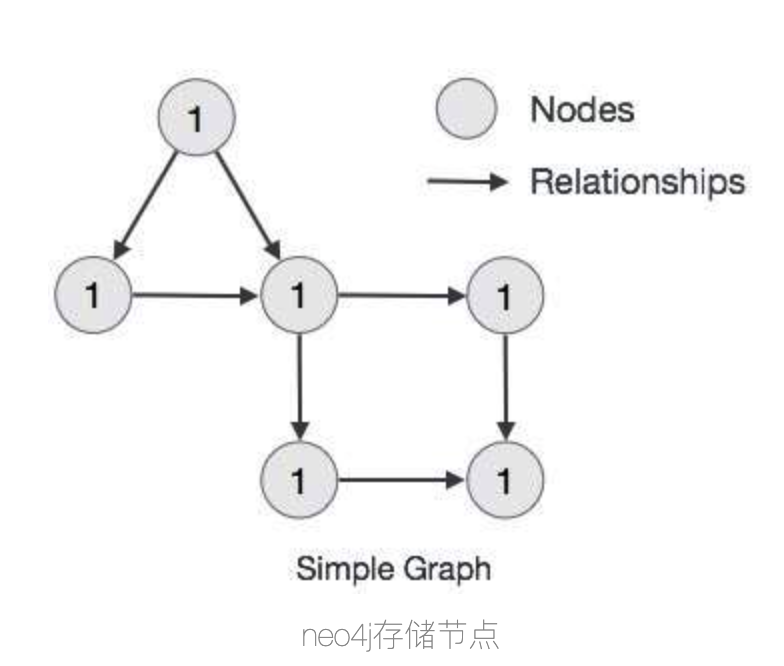 1
Nodes
Relationships
1 1 1
1 1
Simple Graph
neo4j存储节点